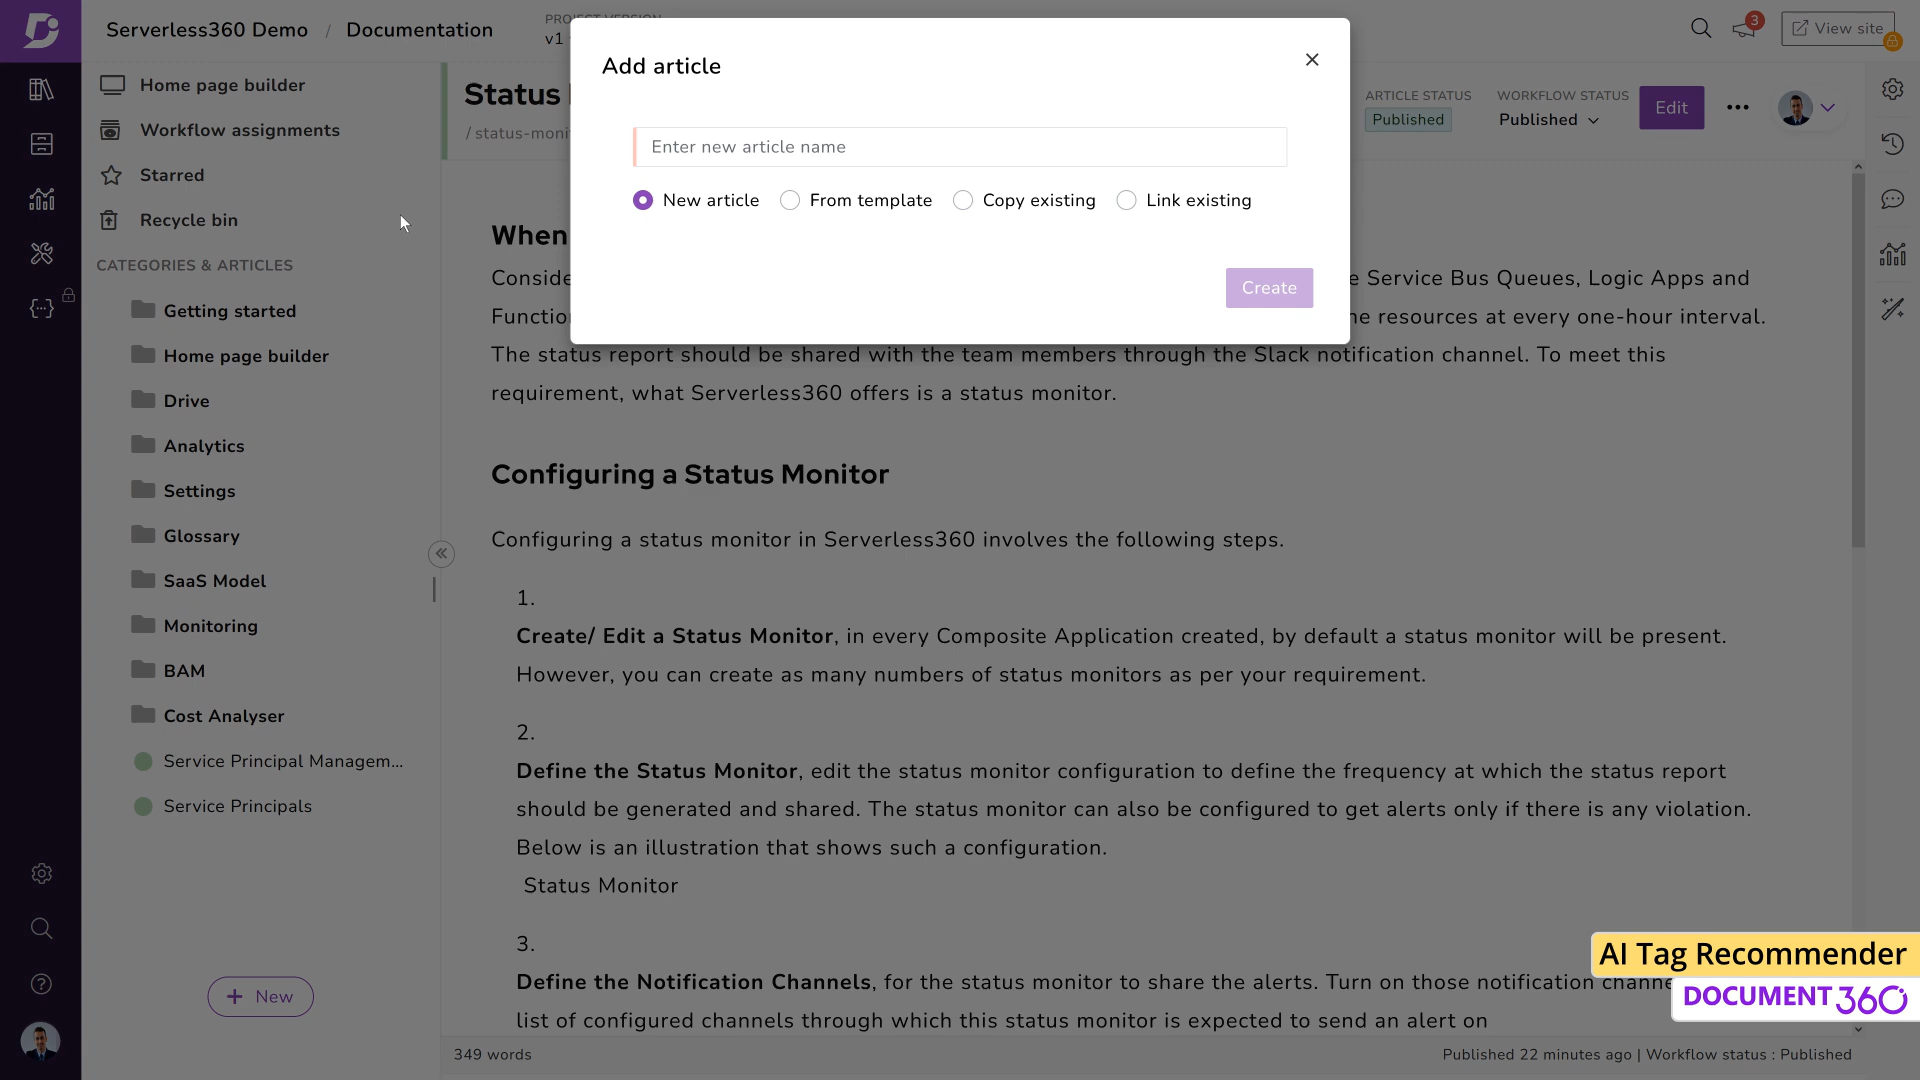 Serverless360 Demo / Documentation
PROJECT VERSION
v1
3
View site
Home page builder
Workflow assignments
Starred
Recycle bin
CATEGORIES & ARTICLES
Getting started
Home page builder
Drive
Analytics
Settings
Glossary
SaaS Model
Monitoring
BAM
Cost Analyser
Service Principal Managem...
Service Principals
+ New
Status
/ status-moni
ARTICLE STATUS
Published
WORKFLOW STATUS
Published
Edit
Add article
Enter new article name
New article
From template
Copy existing
Link existing
Create
When
Conside
Service Bus Queues, Logic Apps and
Function
resources at every one-hour interval.
The status report should be shared with the team members through the Slack notification channel. To meet this
requirement, what Serverless360 offers is a status monitor.
Configuring a Status Monitor
Configuring a status monitor in Serverless360 involves the following steps.
1.
Create/ Edit a Status Monitor, in every Composite Application created, by default a status monitor will be present.
However, you can create as many numbers of status monitors as per your requirement.
2.
Define the Status Monitor, edit the status monitor configuration to define the frequency at which the status report
should be generated and shared. The status monitor can also be configured to get alerts only if there is any violation.
Below is an illustration that shows such a configuration.
Status Monitor
3.
Define the Notification Channels, for the status monitor to share the alerts. Turn on those notification channe
list of configured channels through which this status monitor is expected to send an alert on
349 words
Published 22 minutes ago | Workflow status : Published
AI Tag Recommender
DOCUMENT360